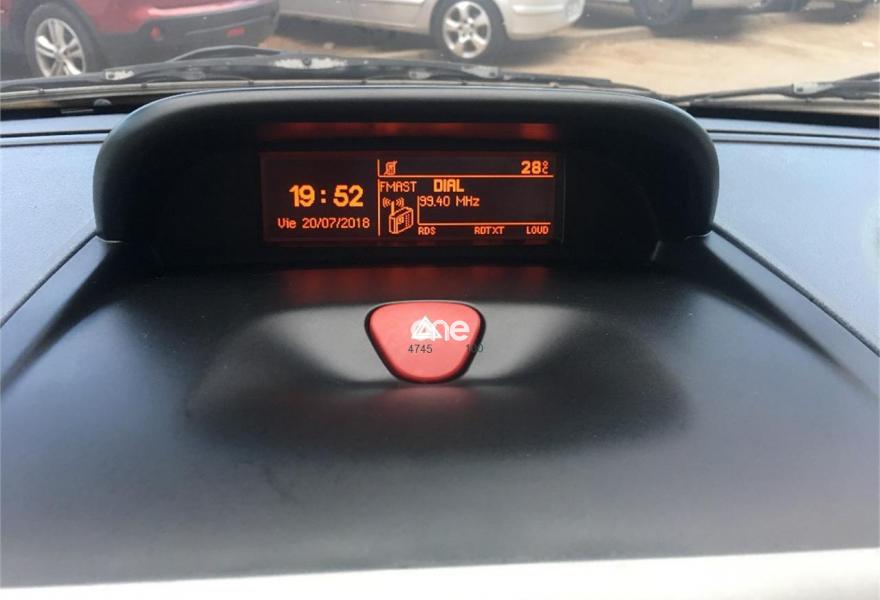 28°C
FMAST DIAL
19:52
99.40 MHz
Vie 20/07/2018
RDS RDTXT LOUD
one
4745